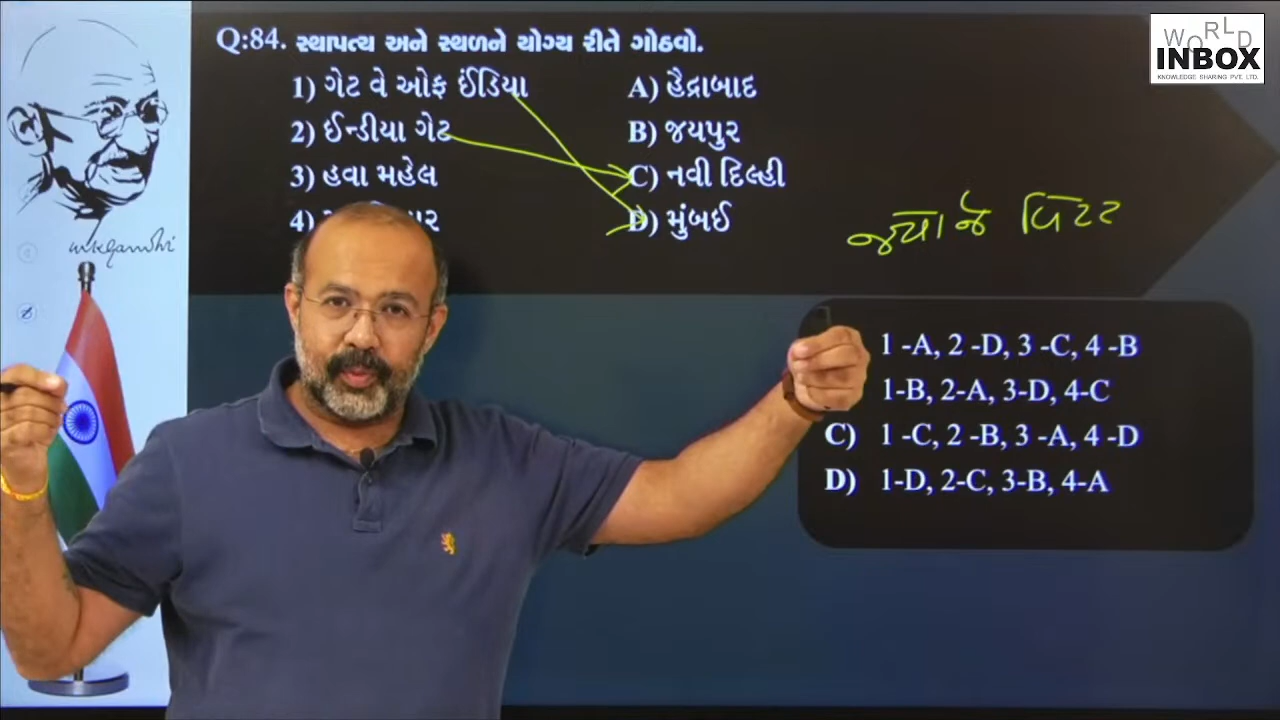 Q:84. સ્થાપત્ય અને સ્થળને યોગ્ય રીતે ગોઠવો.
1) ગેટ વે ઓફ ઈંડિયા
A) હૈદ્રાબાદ
2) ઈન્ડીયા ગેટ
B) જયપુર
3) હવા મહેલ
C) નવી દિલ્હી
4)
D) મુંબઈ
WORLD
INBOX
KNOWLEDGE SHARING PVT. LTD.
mkgandhi
1 -A, 2 -D, 3 -C, 4 -B
1-B, 2-A, 3-D, 4-C
C) 1 -C, 2 -B, 3 -A, 4 -D
D) 1-D, 2-C, 3-B, 4-A